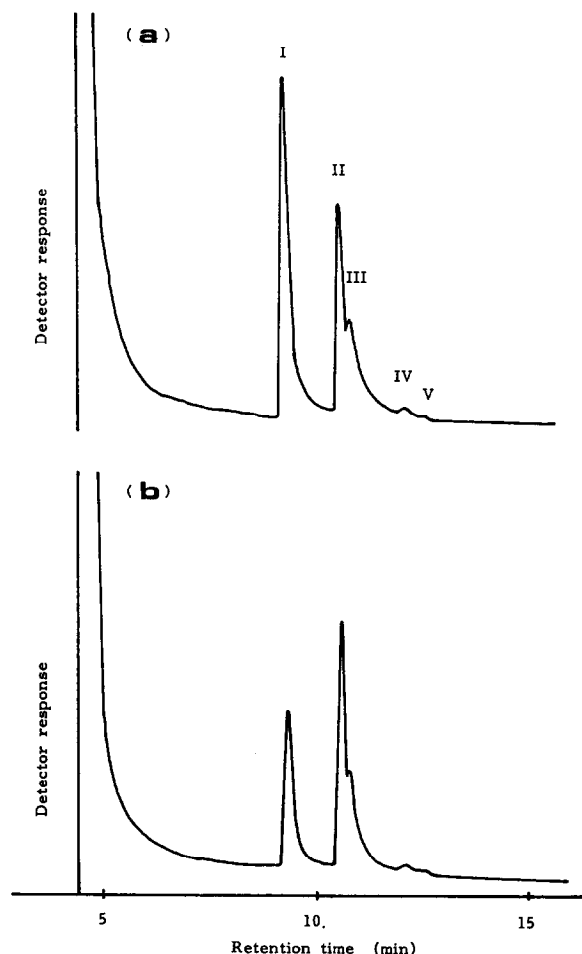 (a)
I
II
III
IV
V
Detector response
(b)
Detector response
5 10. 15
Retention time (min)